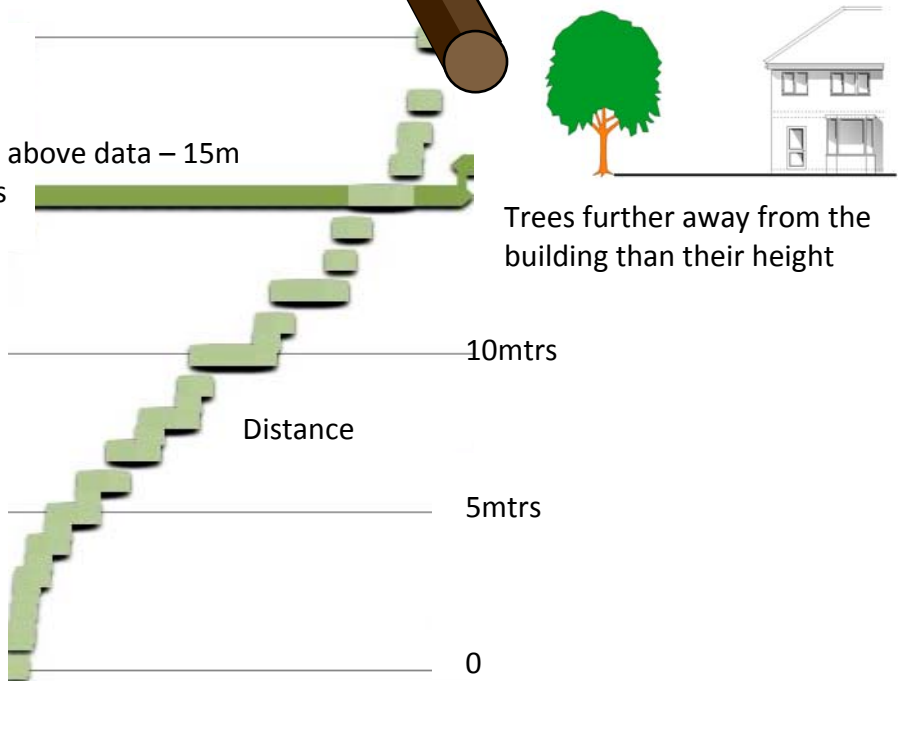 above data – 15m
s
Trees further away from the
building than their height
10mtrs
Distance
5mtrs
0